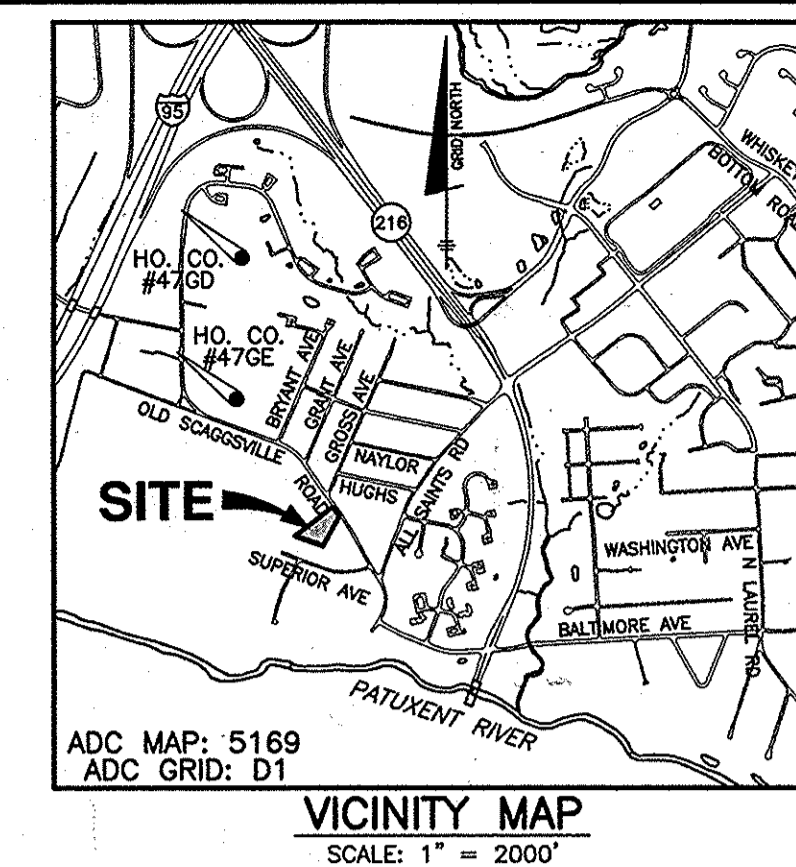 95
GRID NORTH
WHISKEY
BOTTOM ROAD
216
HO. CO.
#47GD
HO. CO.
#47GE
BRYANT AVE
GRANT AVE
GROSS AVE
OLD SCAGGSVILLE
ROAD
NAYLOR
HUGHS
ALL SAINTS RD
SITE
SUPERIOR AVE
WASHINGTON AVE
N LAUREL RD
BALTIMORE AVE
PATUXENT RIVER
ADC MAP: 5169
ADC GRID: D1
VICINITY MAP
SCALE: 1" = 2000'